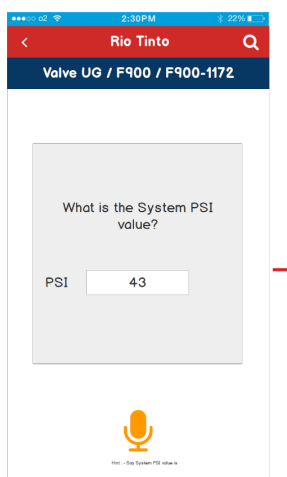 o2 2:30PM 22%
Rio Tinto
Valve UG / F900 / F900-1172
What is the System PSI
value?
PSI 43
Hint : - Say System PSI value is